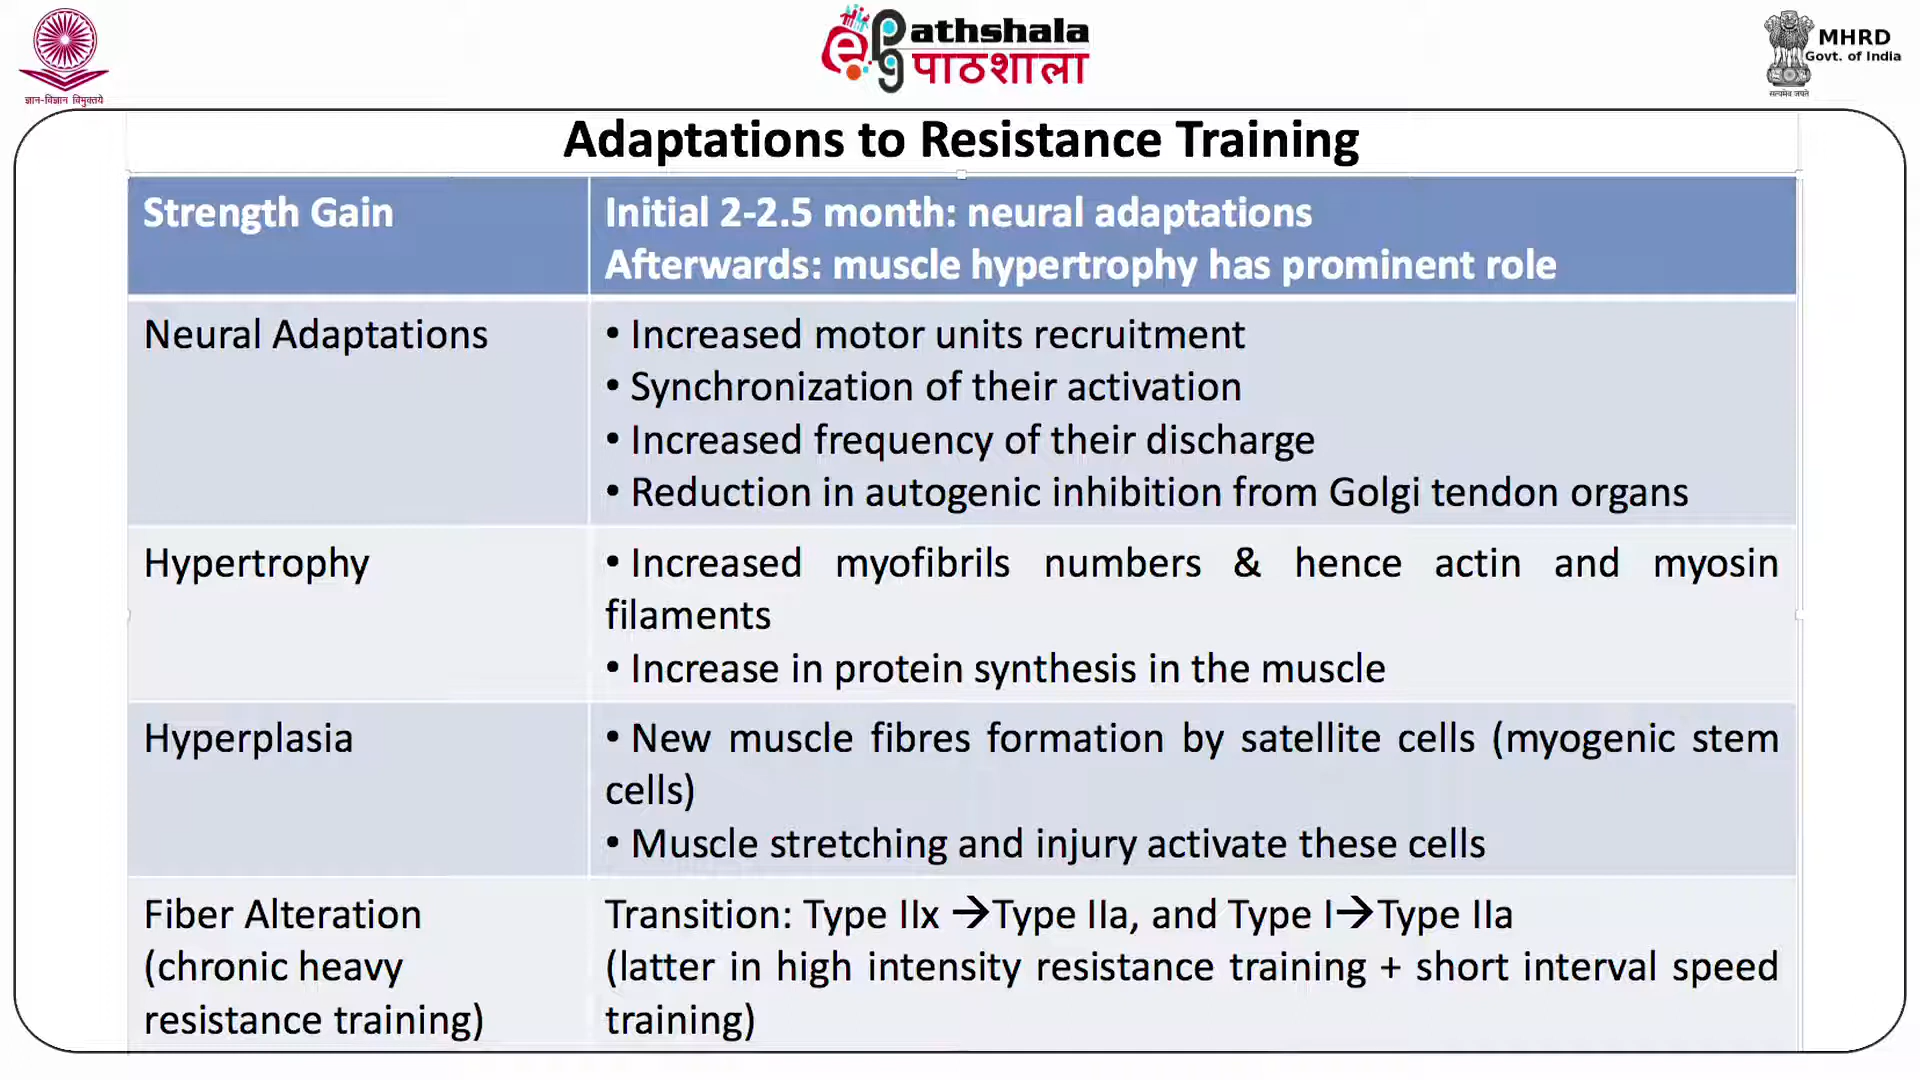 ज्ञान-विज्ञान विमुक्तये
e
Pathshala
पाठशाला
pg
MHRD
Govt. of India
सत्यमेव जयते
Adaptations to Resistance Training
Strength Gain
Initial 2-2.5 month: neural adaptations
Afterwards: muscle hypertrophy has prominent role
Neural Adaptations
• Increased motor units recruitment
• Synchronization of their activation
• Increased frequency of their discharge
• Reduction in autogenic inhibition from Golgi tendon organs
Hypertrophy
• Increased myofibrils numbers & hence actin and myosin
filaments
• Increase in protein synthesis in the muscle
Hyperplasia
• New muscle fibres formation by satellite cells (myogenic stem
cells)
• Muscle stretching and injury activate these cells
Fiber Alteration
(chronic heavy
resistance training)
Transition: Type IIx →Type IIa, and Type I→Type IIa
(latter in high intensity resistance training + short interval speed
training)